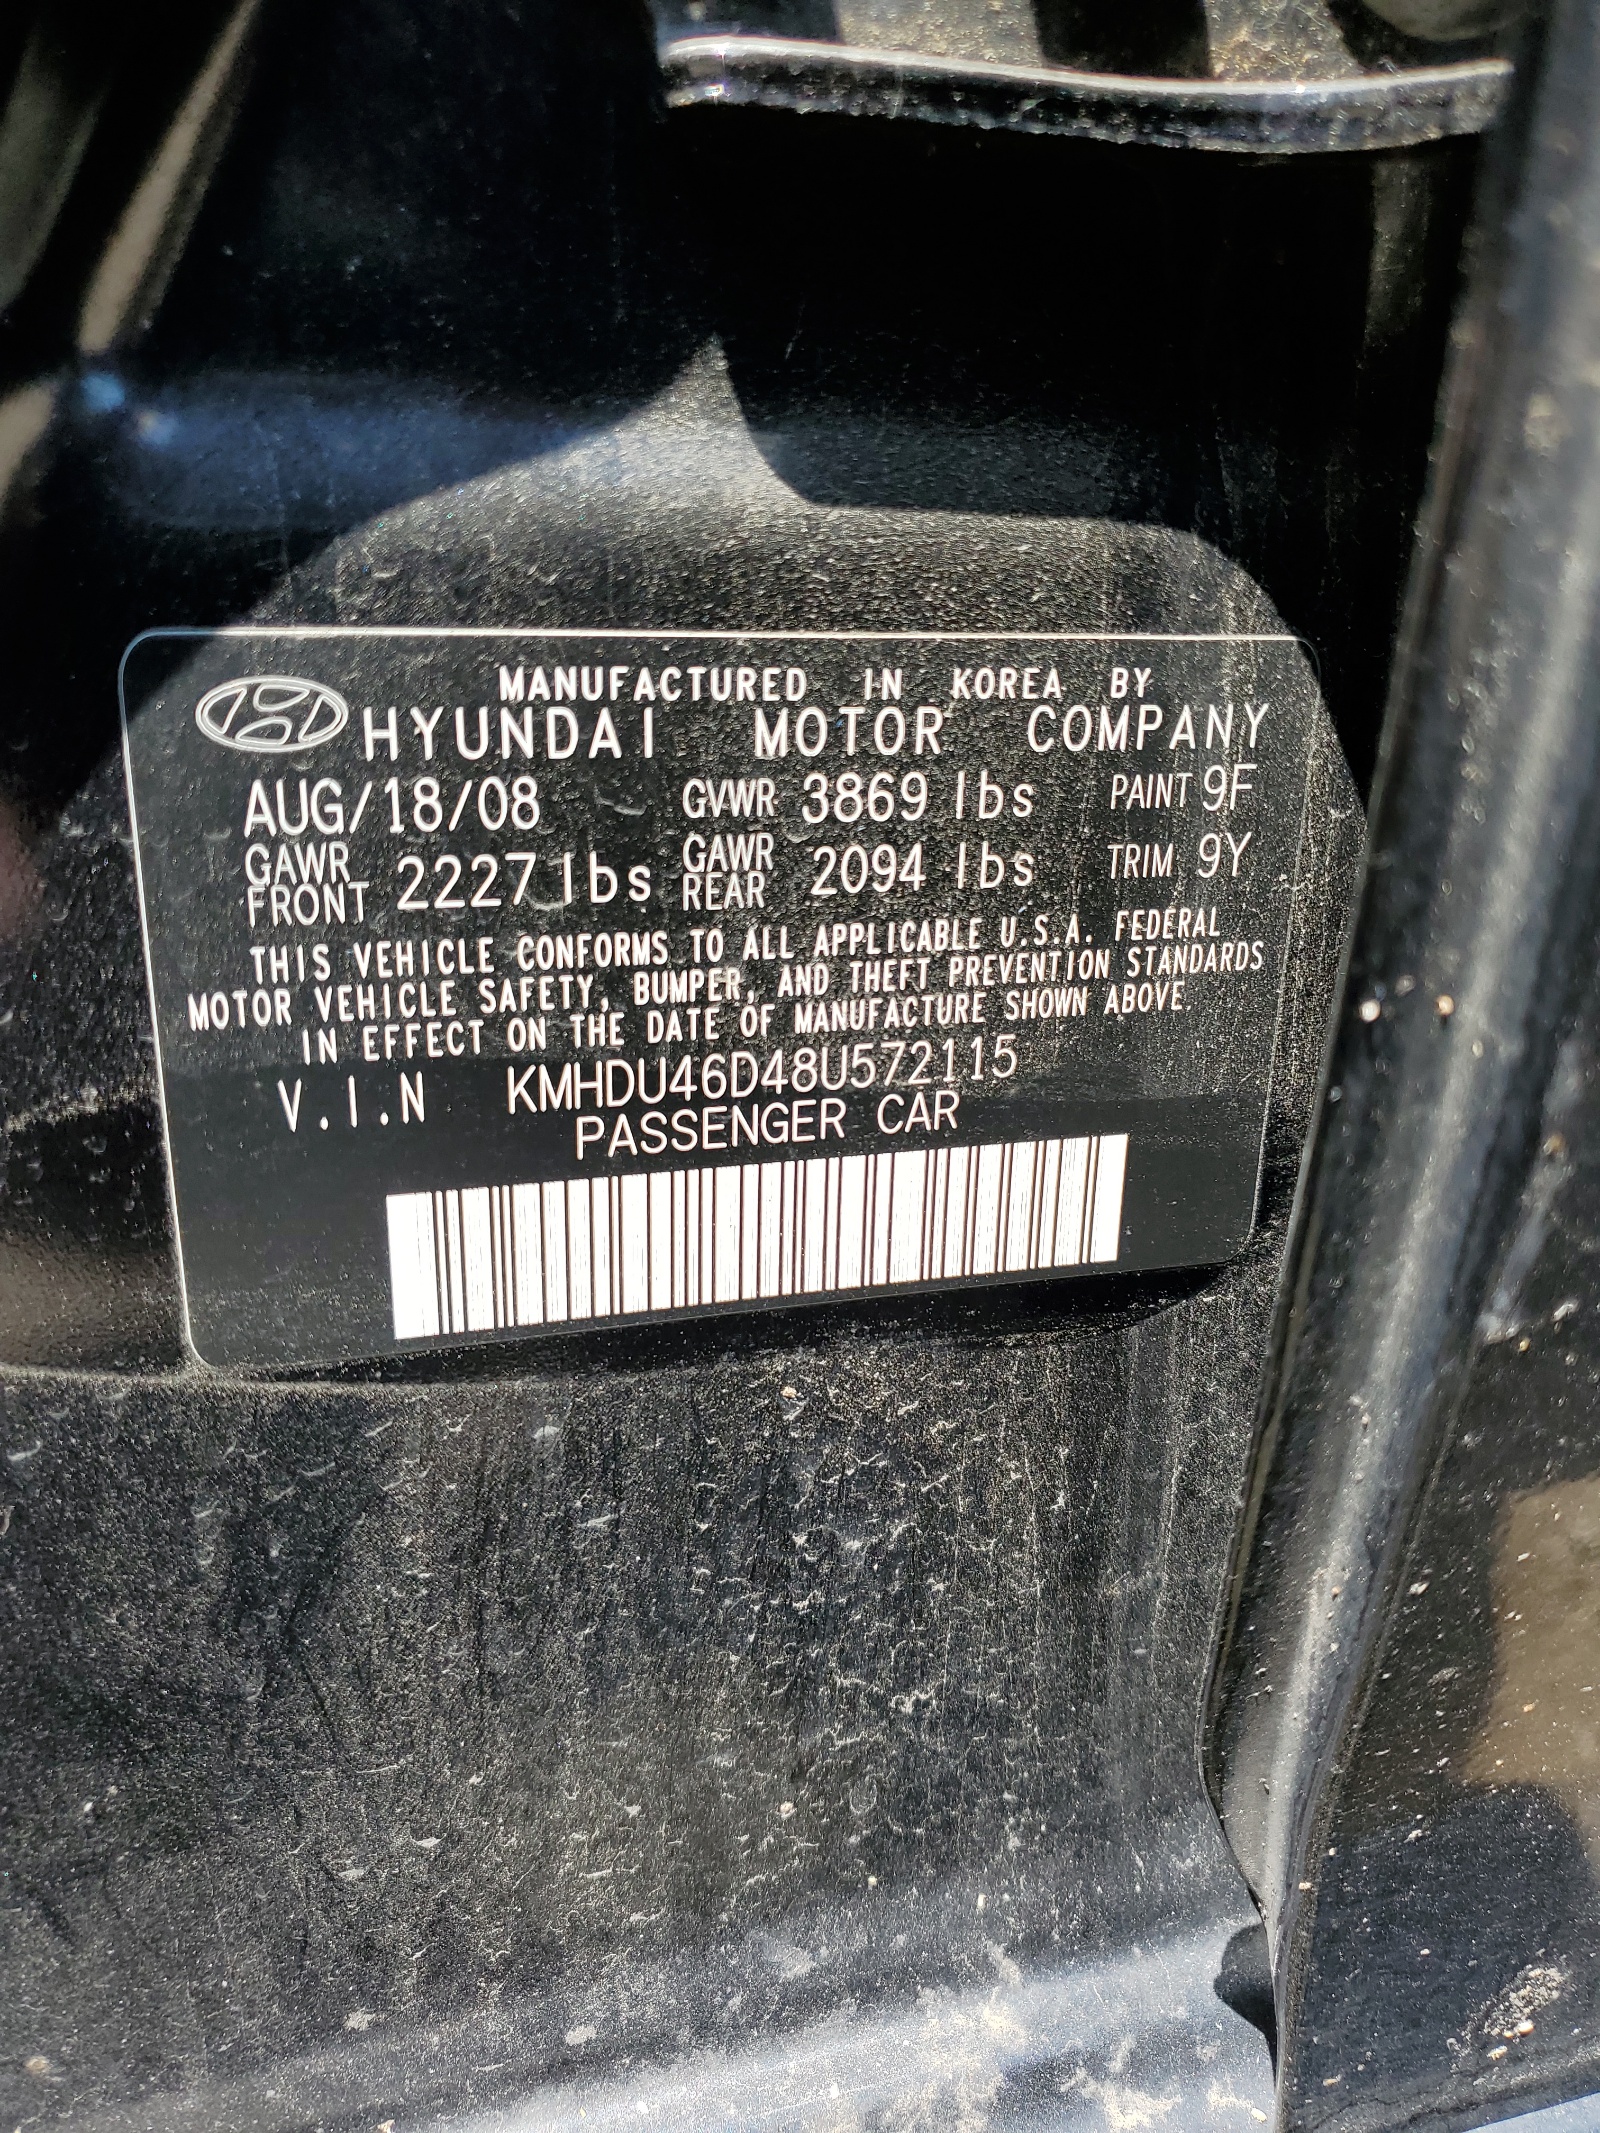 MANUFACTURED IN KOREA BY
HYUNDAI MOTOR COMPANY
AUG/18/08 GVWR 3869 lbs PAINT 9F
GAWR FRONT 2227 lbs GAWR REAR 2094 lbs TRIM 9Y
THIS VEHICLE CONFORMS TO ALL APPLICABLE U.S.A. FEDERAL
MOTOR VEHICLE SAFETY, BUMPER, AND THEFT PREVENTION STANDARDS
IN EFFECT ON THE DATE OF MANUFACTURE SHOWN ABOVE
V.I.N KMHDU46D48U572115
PASSENGER CAR